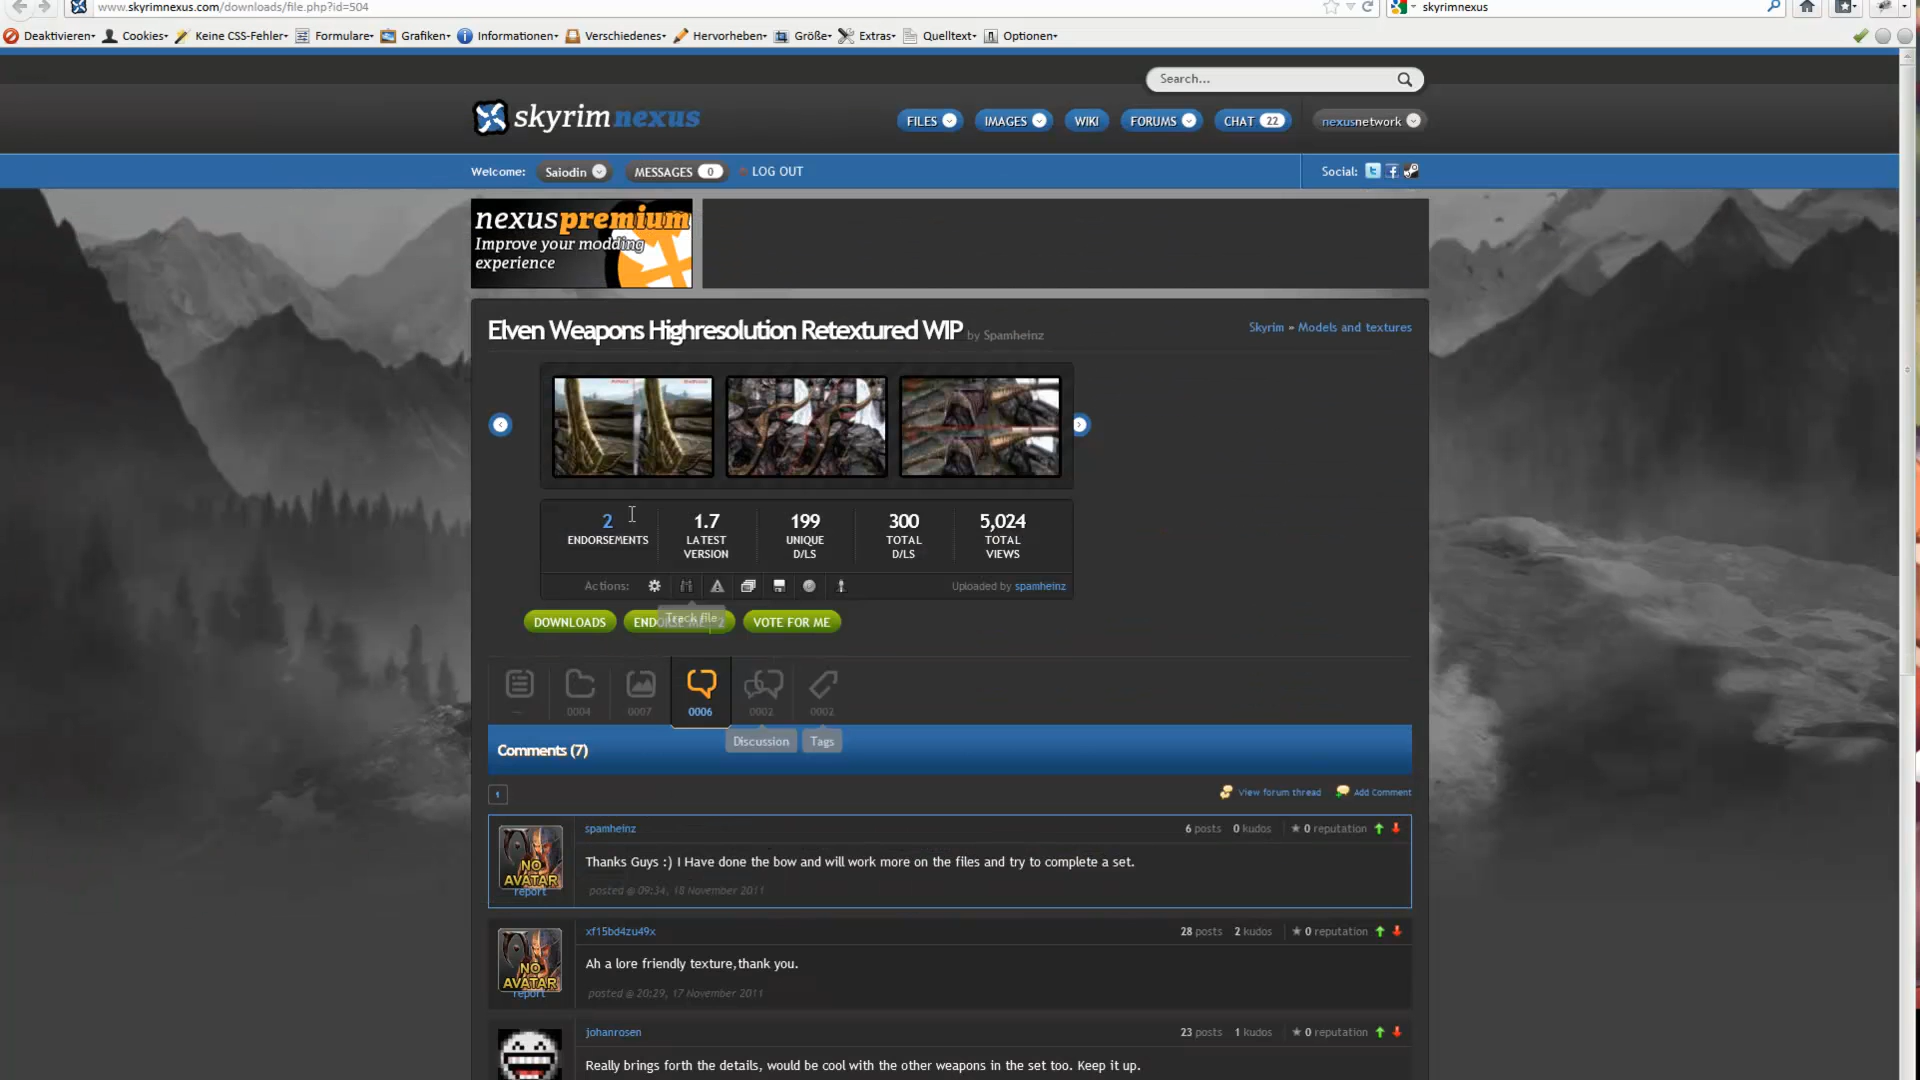 www.skyrimnexus.com/downloads/file.php?id=504
skyrimnexus
Deaktivieren Cookies Keine CSS-Fehler Formulare Grafiken Informationen Verschiedenes Hervorheben Größe Extras Quelltext Optionen
Search...
skyrimnexus
FILES IMAGES WIKI FORUMS CHAT 22 nexusnetwork
Welcome: Saiodin MESSAGES 0 LOG OUT Social:
nexuspremium
Improve your modding
experience
Elven Weapons Highresolution Retextured WIP by Spamheinz
Skyrim » Models and textures
2 1.7 199 300 5,024
ENDORSEMENTS LATEST UNIQUE TOTAL TOTAL
VERSION D/LS D/LS VIEWS
Actions: Uploaded by spamheinz
Track file
DOWNLOADS VOTE FOR ME
0004 0007 0006 0002 0002
Discussion Tags
Comments (7)
1
View forum thread Add Comment
spamheinz 6 posts 0 kudos ★ 0 reputation
NO
AVATAR
report
Thanks Guys :) I Have done the bow and will work more on the files and try to complete a set.
posted @ 09:34, 18 November 2011
xf15bd4zu49x 28 posts 2 kudos ★ 0 reputation
NO
AVATAR
report
Ah a lore friendly texture,thank you.
posted @ 20:29, 17 November 2011
johanrosen 23 posts 1 kudos ★ 0 reputation
Really brings forth the details, would be cool with the other weapons in the set too. Keep it up.